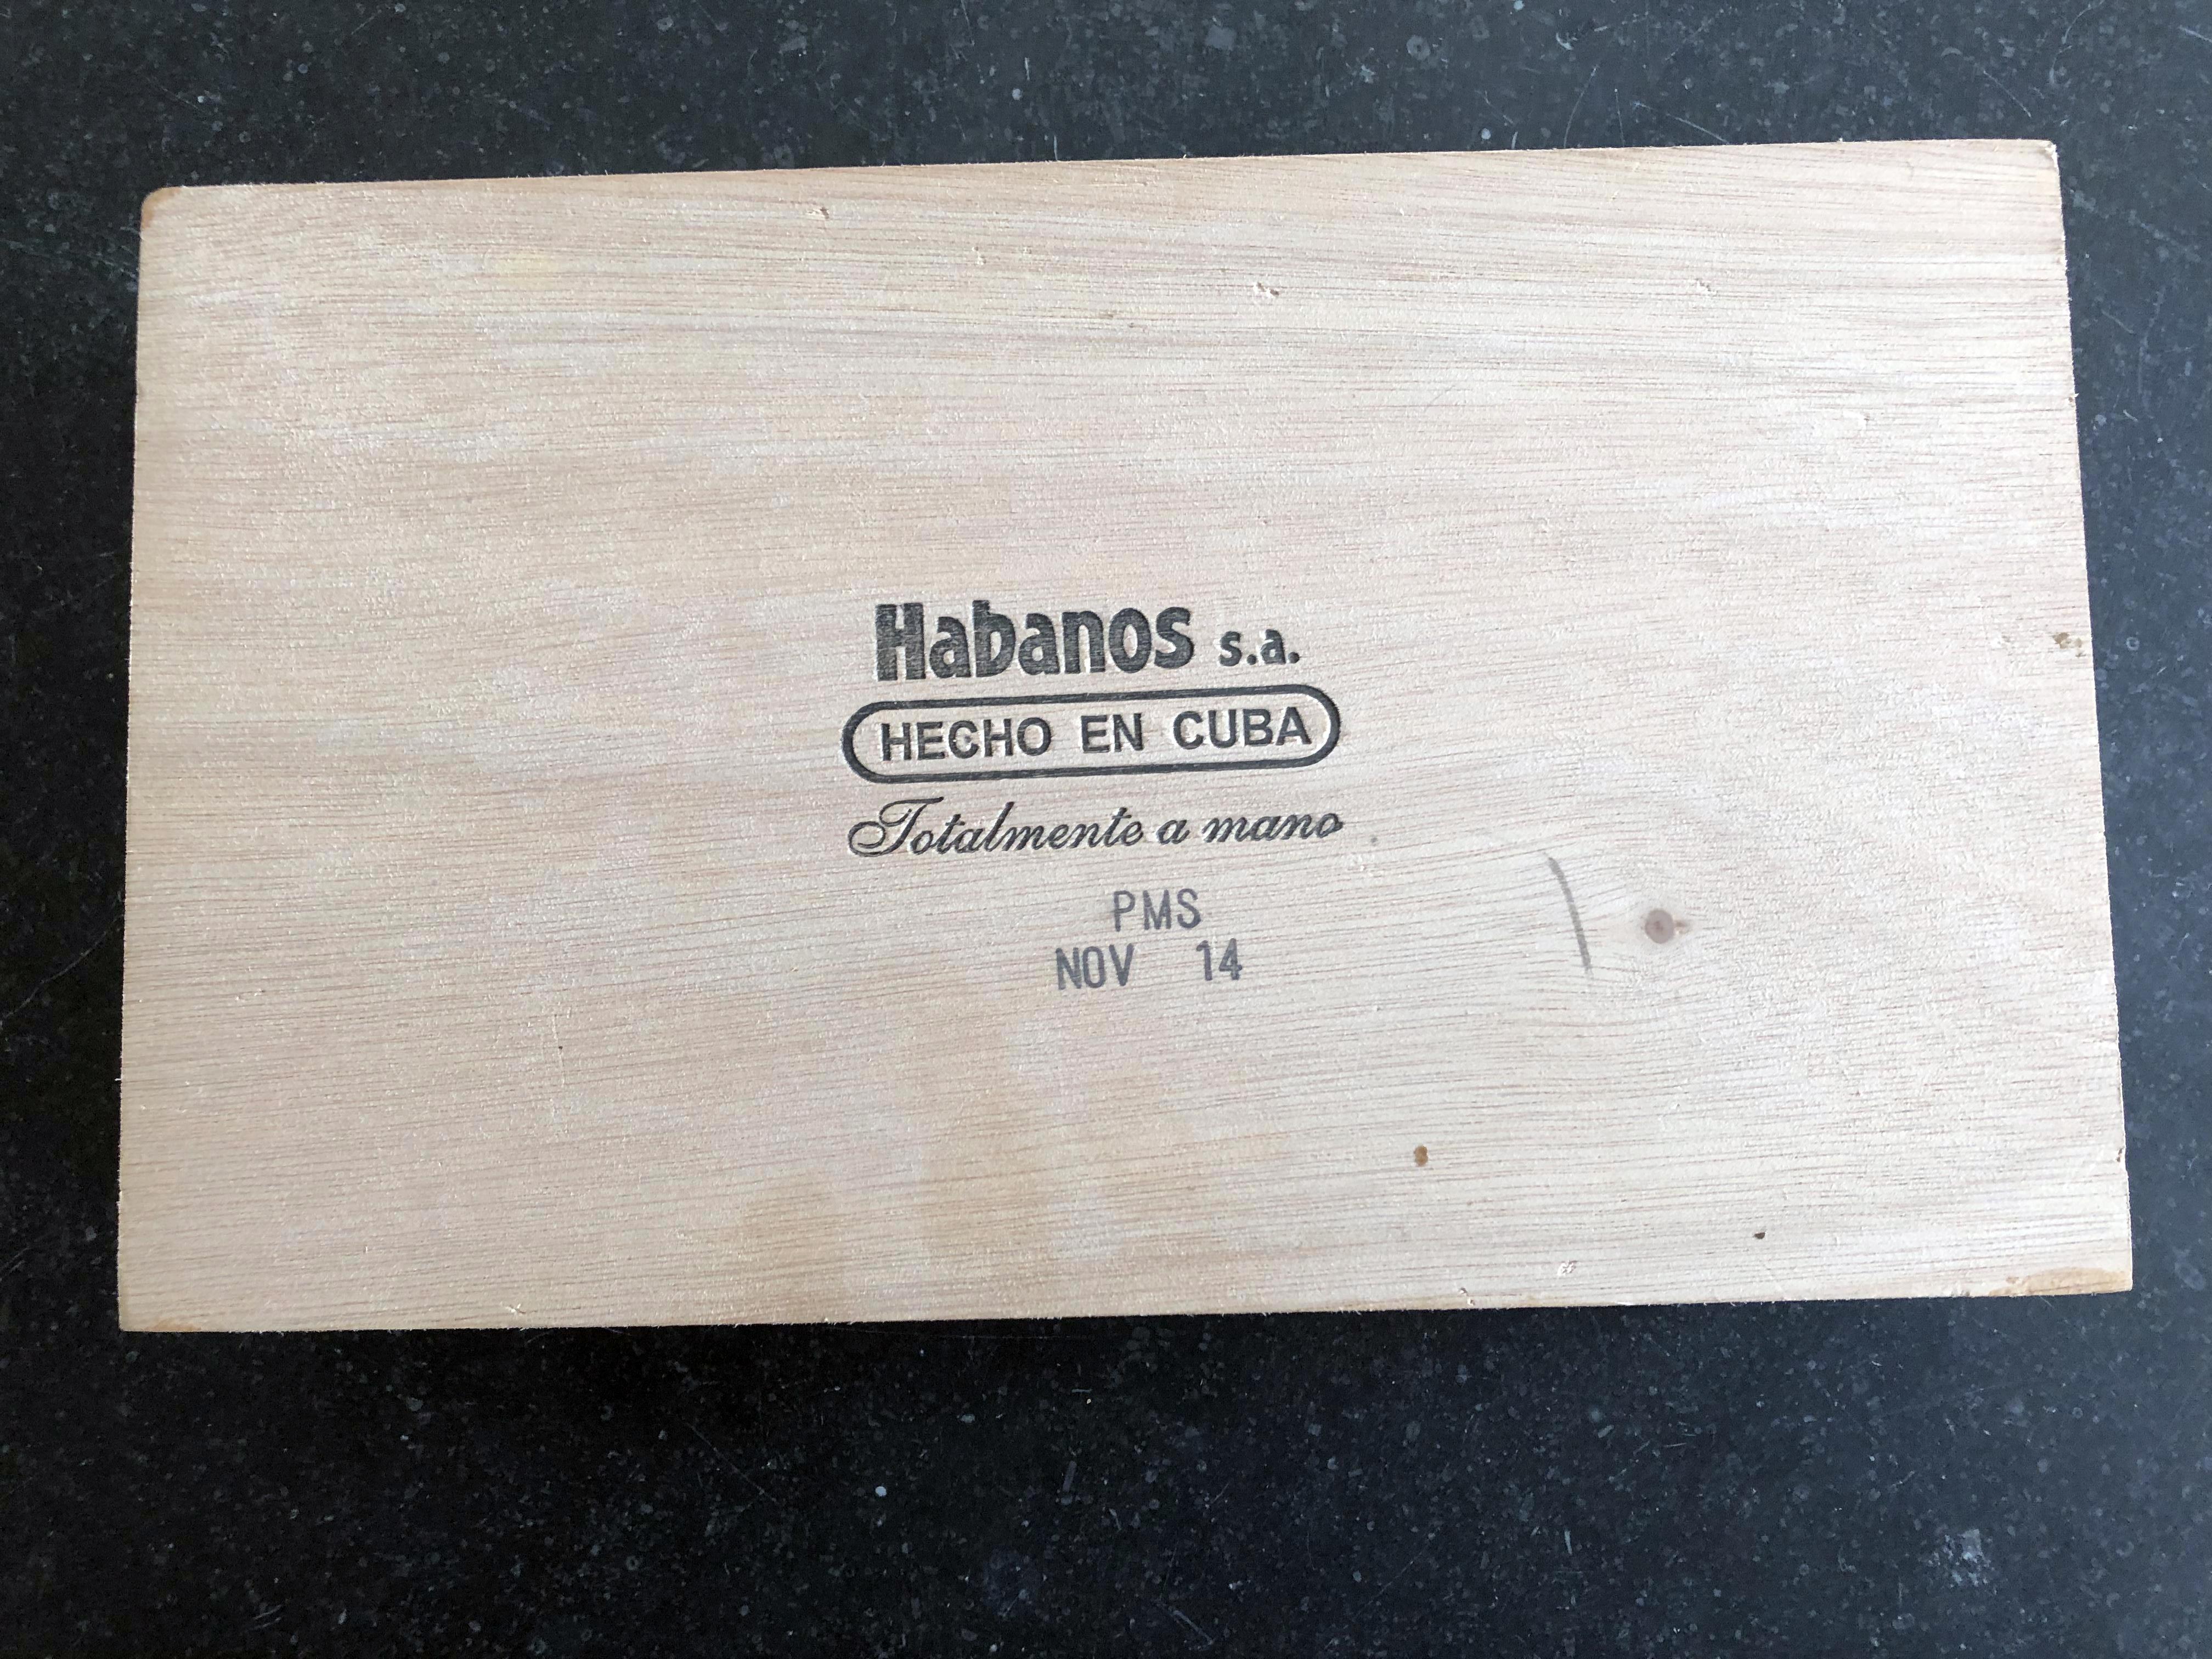 Habanos s.a.
HECHO EN CUBA
Totalmente a mano
PMS
NOV 14